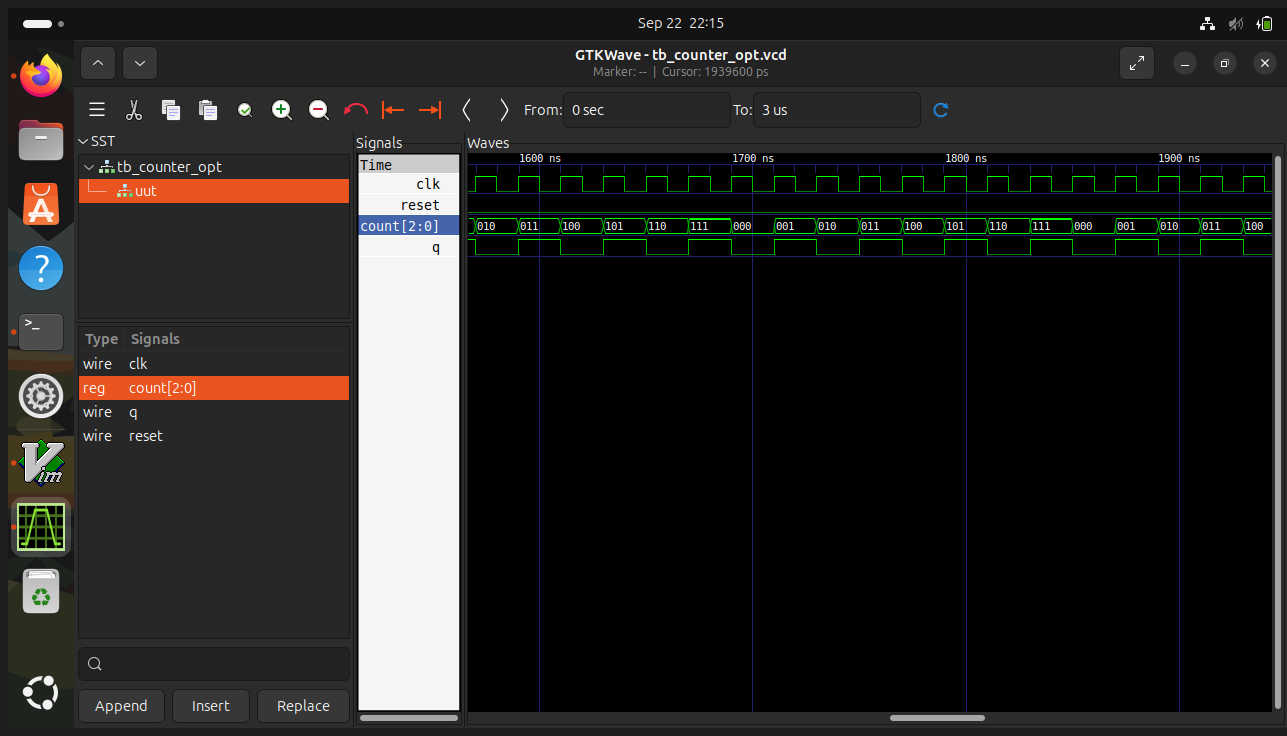 Sep 22 22:15
GTKWave - tb_counter_opt.vcd
Marker: -- | Cursor: 1939600 ps
From: 0 sec To: 3 us
SST
tb_counter_opt
uut
Type Signals
wire clk
reg count[2:0]
wire q
wire reset
Append Insert Replace
Signals
Time
clk
reset
count[2:0]
q
Waves
1600 ns 1700 ns 1800 ns 1900 ns
010 011 100 101 110 111 000 001 010 011 100 101 110 111 000 001 010 011 100
>_
?
Vim